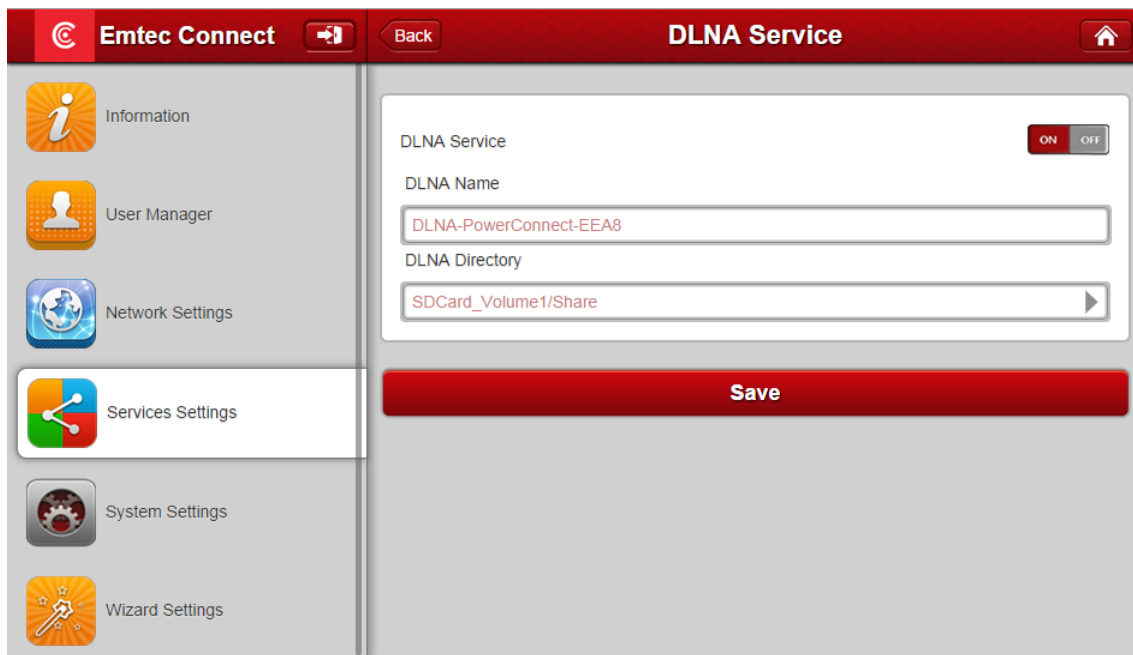 Emtec Connect
Back
DLNA Service
Information
User Manager
Network Settings
Services Settings
System Settings
Wizard Settings
DLNA Service
ON OFF
DLNA Name
DLNA-PowerConnect-EEA8
DLNA Directory
SDCard_Volume1/Share
Save